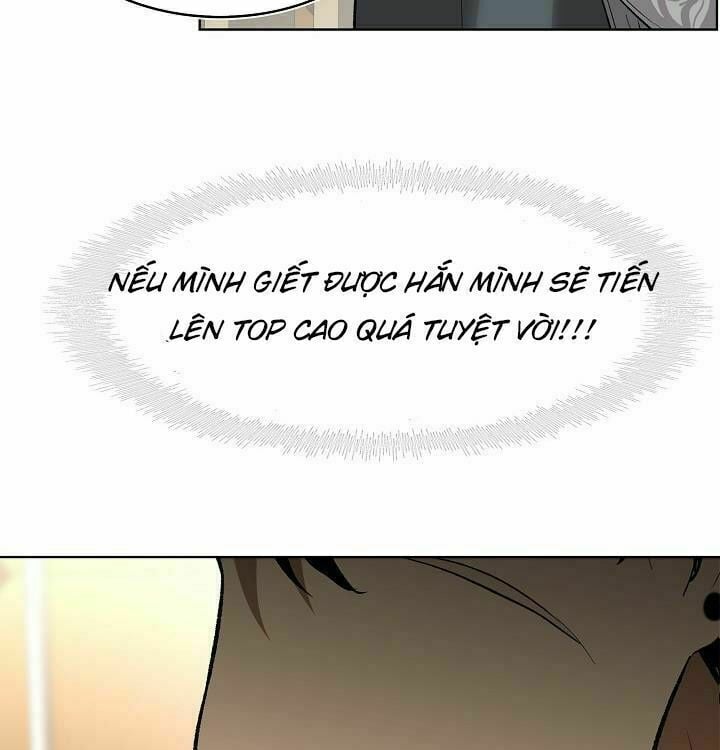 NẾU MÌNH GIẾT ĐƯỢC HẮN MÌNH SẼ TIẾN
LÊN TOP CAO QUÁ TUYỆT VỜI!!!